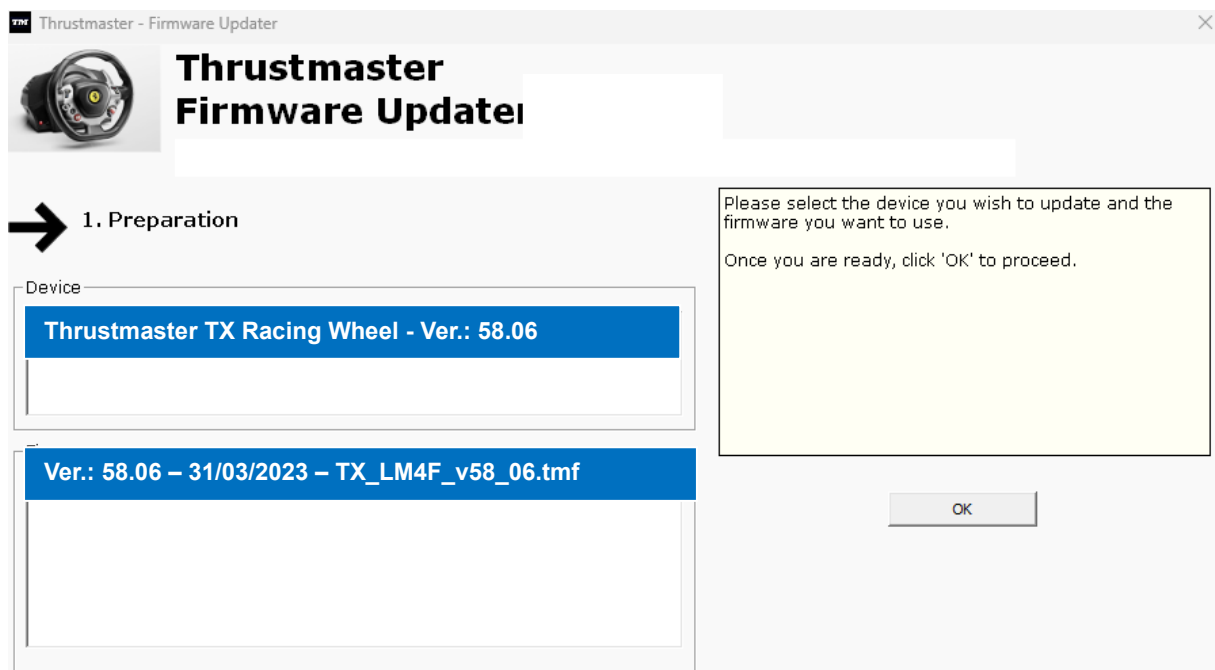 Thrustmaster - Firmware Updater
Thrustmaster
Firmware Updater
1. Preparation
Please select the device you wish to update and the
firmware you want to use.
Once you are ready, click 'OK' to proceed.
Device
Thrustmaster TX Racing Wheel - Ver.: 58.06
Ver.: 58.06 – 31/03/2023 – TX_LM4F_v58_06.tmf
OK